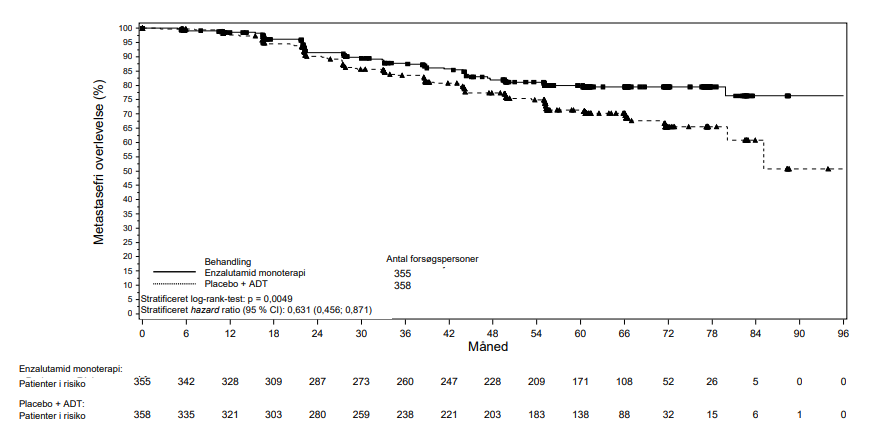 Metastasefri overlevelse (%)
100
95
90
85
80
75
70
65
60
55
50
45
40
35
30
25
20
15
10
5
0
Behandling
Enzalutamid monoterapi
Placebo + ADT
Antal forsøgspersoner
355
358
Stratificeret log-rank-test: p = 0,0049
Stratificeret hazard ratio (95 % CI): 0,631 (0,456; 0,871)
0 6 12 18 24 30 36 42 48 54 60 66 72 78 84 90 96
Måned
Enzalutamid monoterapi:
Patienter i risiko 355 342 328 309 287 273 260 247 228 209 171 108 52 26 5 0 0
Placebo + ADT:
Patienter i risiko 358 335 321 303 280 259 238 221 203 183 138 88 32 15 6 1 0